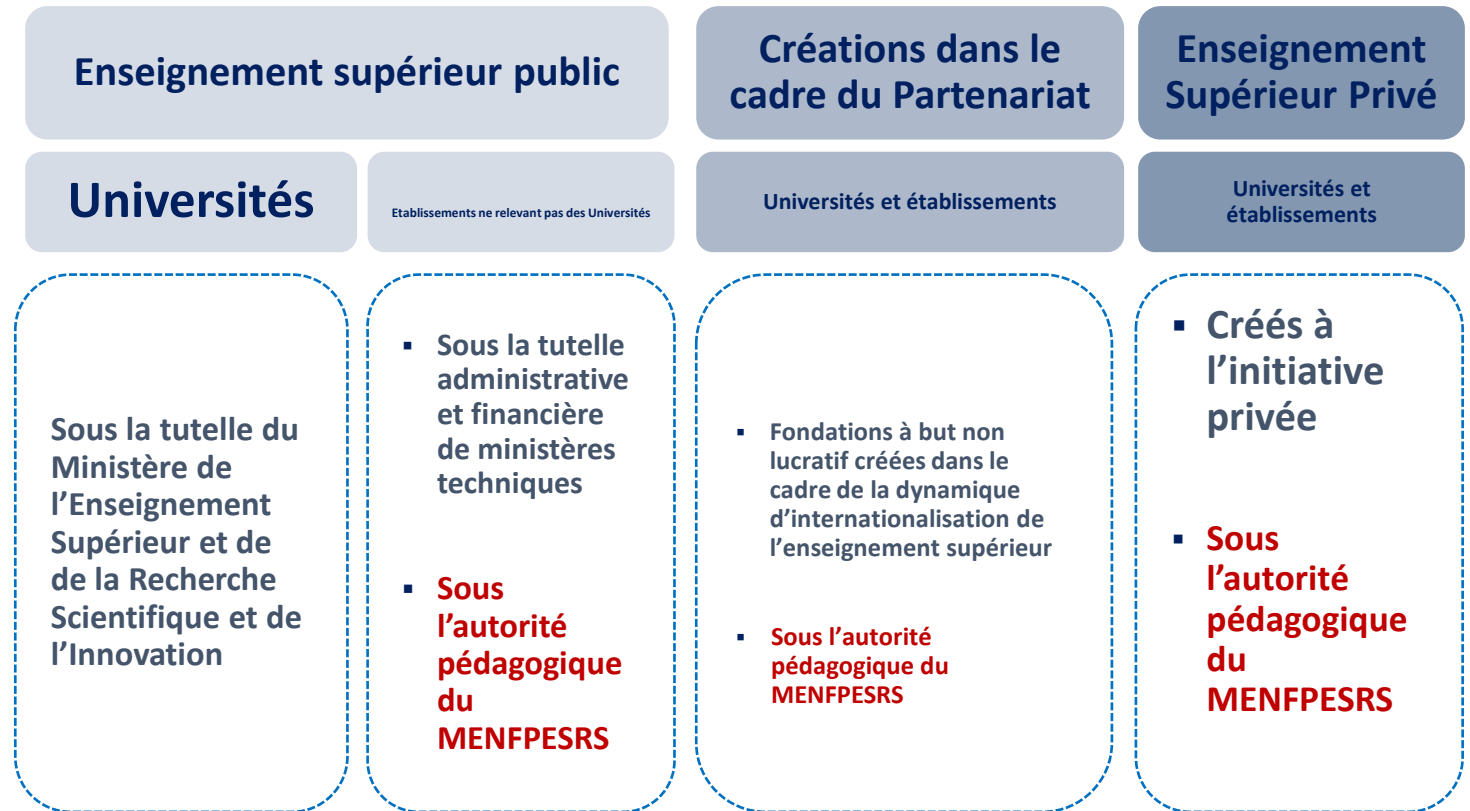 Enseignement supérieur public
Créations dans le
cadre du Partenariat
Enseignement
Supérieur Privé
Universités
Etablissements ne relevant pas des Universités
Universités et établissements
Universités et
établissements
Sous la tutelle du
Ministère de
l’Enseignement
Supérieur et de
de la Recherche
Scientifique et de
l’Innovation
▪ Sous la tutelle
administrative
et financière
de ministères
techniques
▪ Sous
l’autorité
pédagogique
du
MENFPESRS
▪ Fondations à but non
lucratif créées dans le
cadre de la dynamique
d’internationalisation de
l’enseignement supérieur
▪ Sous l’autorité
pédagogique du
MENFPESRS
▪ Créés à
l’initiative
privée
▪ Sous
l’autorité
pédagogique
du
MENFPESRS